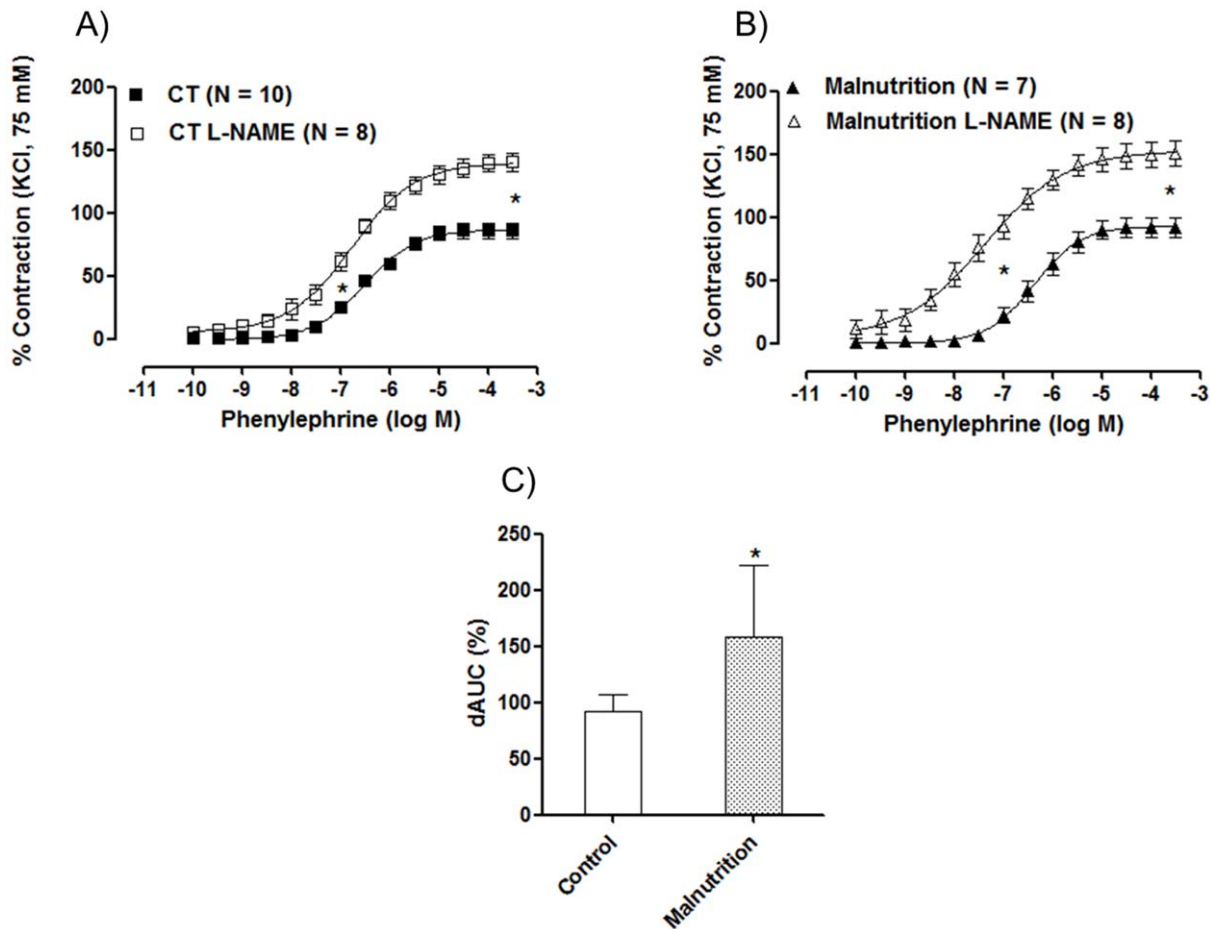 A)
% Contraction (KCl, 75 mM)
200
150
100
50
0
CT (N = 10)
CT L-NAME (N = 8)
*
*
-11 -10 -9 -8 -7 -6 -5 -4 -3
Phenylephrine (log M)
B)
% Contraction (KCl, 75 mM)
200
150
100
50
0
Malnutrition (N = 7)
Malnutrition L-NAME (N = 8)
*
*
-11 -10 -9 -8 -7 -6 -5 -4 -3
Phenylephrine (log M)
C)
dAUC (%)
250
200
150
100
50
0
*
Control
Malnutrition